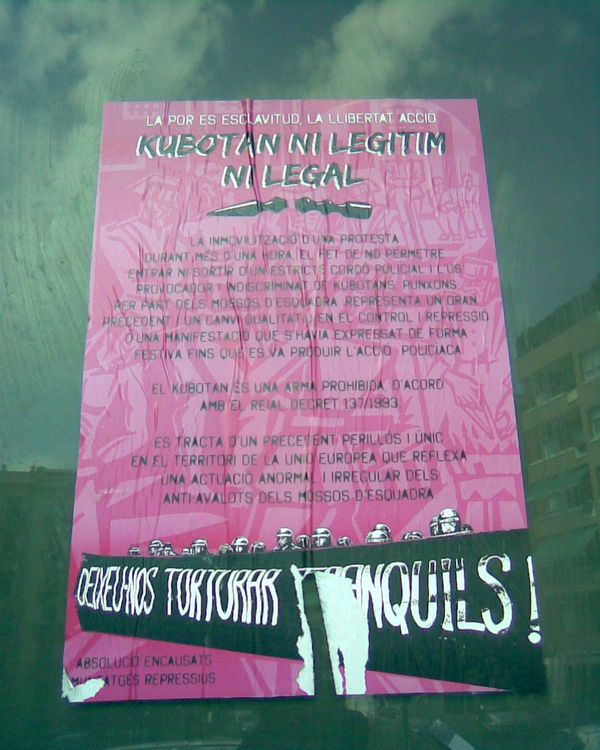 LA POR ES ESCLAVITUD, LA LLIBERTAT ACCIÓ
KUBOTAN NI LEGITIM
NI LEGAL
LA INMOVILITZACIÓ D'UNA PROTESTA
DURANT MÉS D'UNA HORA, EL FET DE NO PERMETRE
ENTRAR NI SORTIR D'UN ESTRICTE CORDÓ POLICIAL I L'ÚS
PROVOCADOR I INDISCRIMINAT DE KUBOTANS, PUNXONS,
PER PART DELS MOSSOS D'ESQUADRA, REPRESENTA UN GRAN
PRECEDENT I UN CANVI QUALITATIU EN EL CONTROL I REPRESSIÓ
D'UNA MANIFESTACIÓ QUE S'HAVIA EXPRESSAT DE FORMA
FESTIVA FINS QUE ES VA PRODUIR L'ACCIÓ POLICIACA
EL KUBOTAN ÉS UNA ARMA PROHIBIDA, D'ACORD
AMB EL REIAL DECRET 137/1993.
ES TRACTA D'UN PRECEDENT PERILLÓS I ÚNIC
EN EL TERRITORI DE LA UNIÓ EUROPEA QUE REFLEXA
UNA ACTUACIÓ ANORMAL I IRREGULAR DELS
ANTI-AVALOTS DELS MOSSOS D'ESQUADRA
DEIXEU-NOS TORTURAR TRANQUILS!
ABSOLUCIÓ ENCAUSATS
MUNTATGES REPRESSIUS